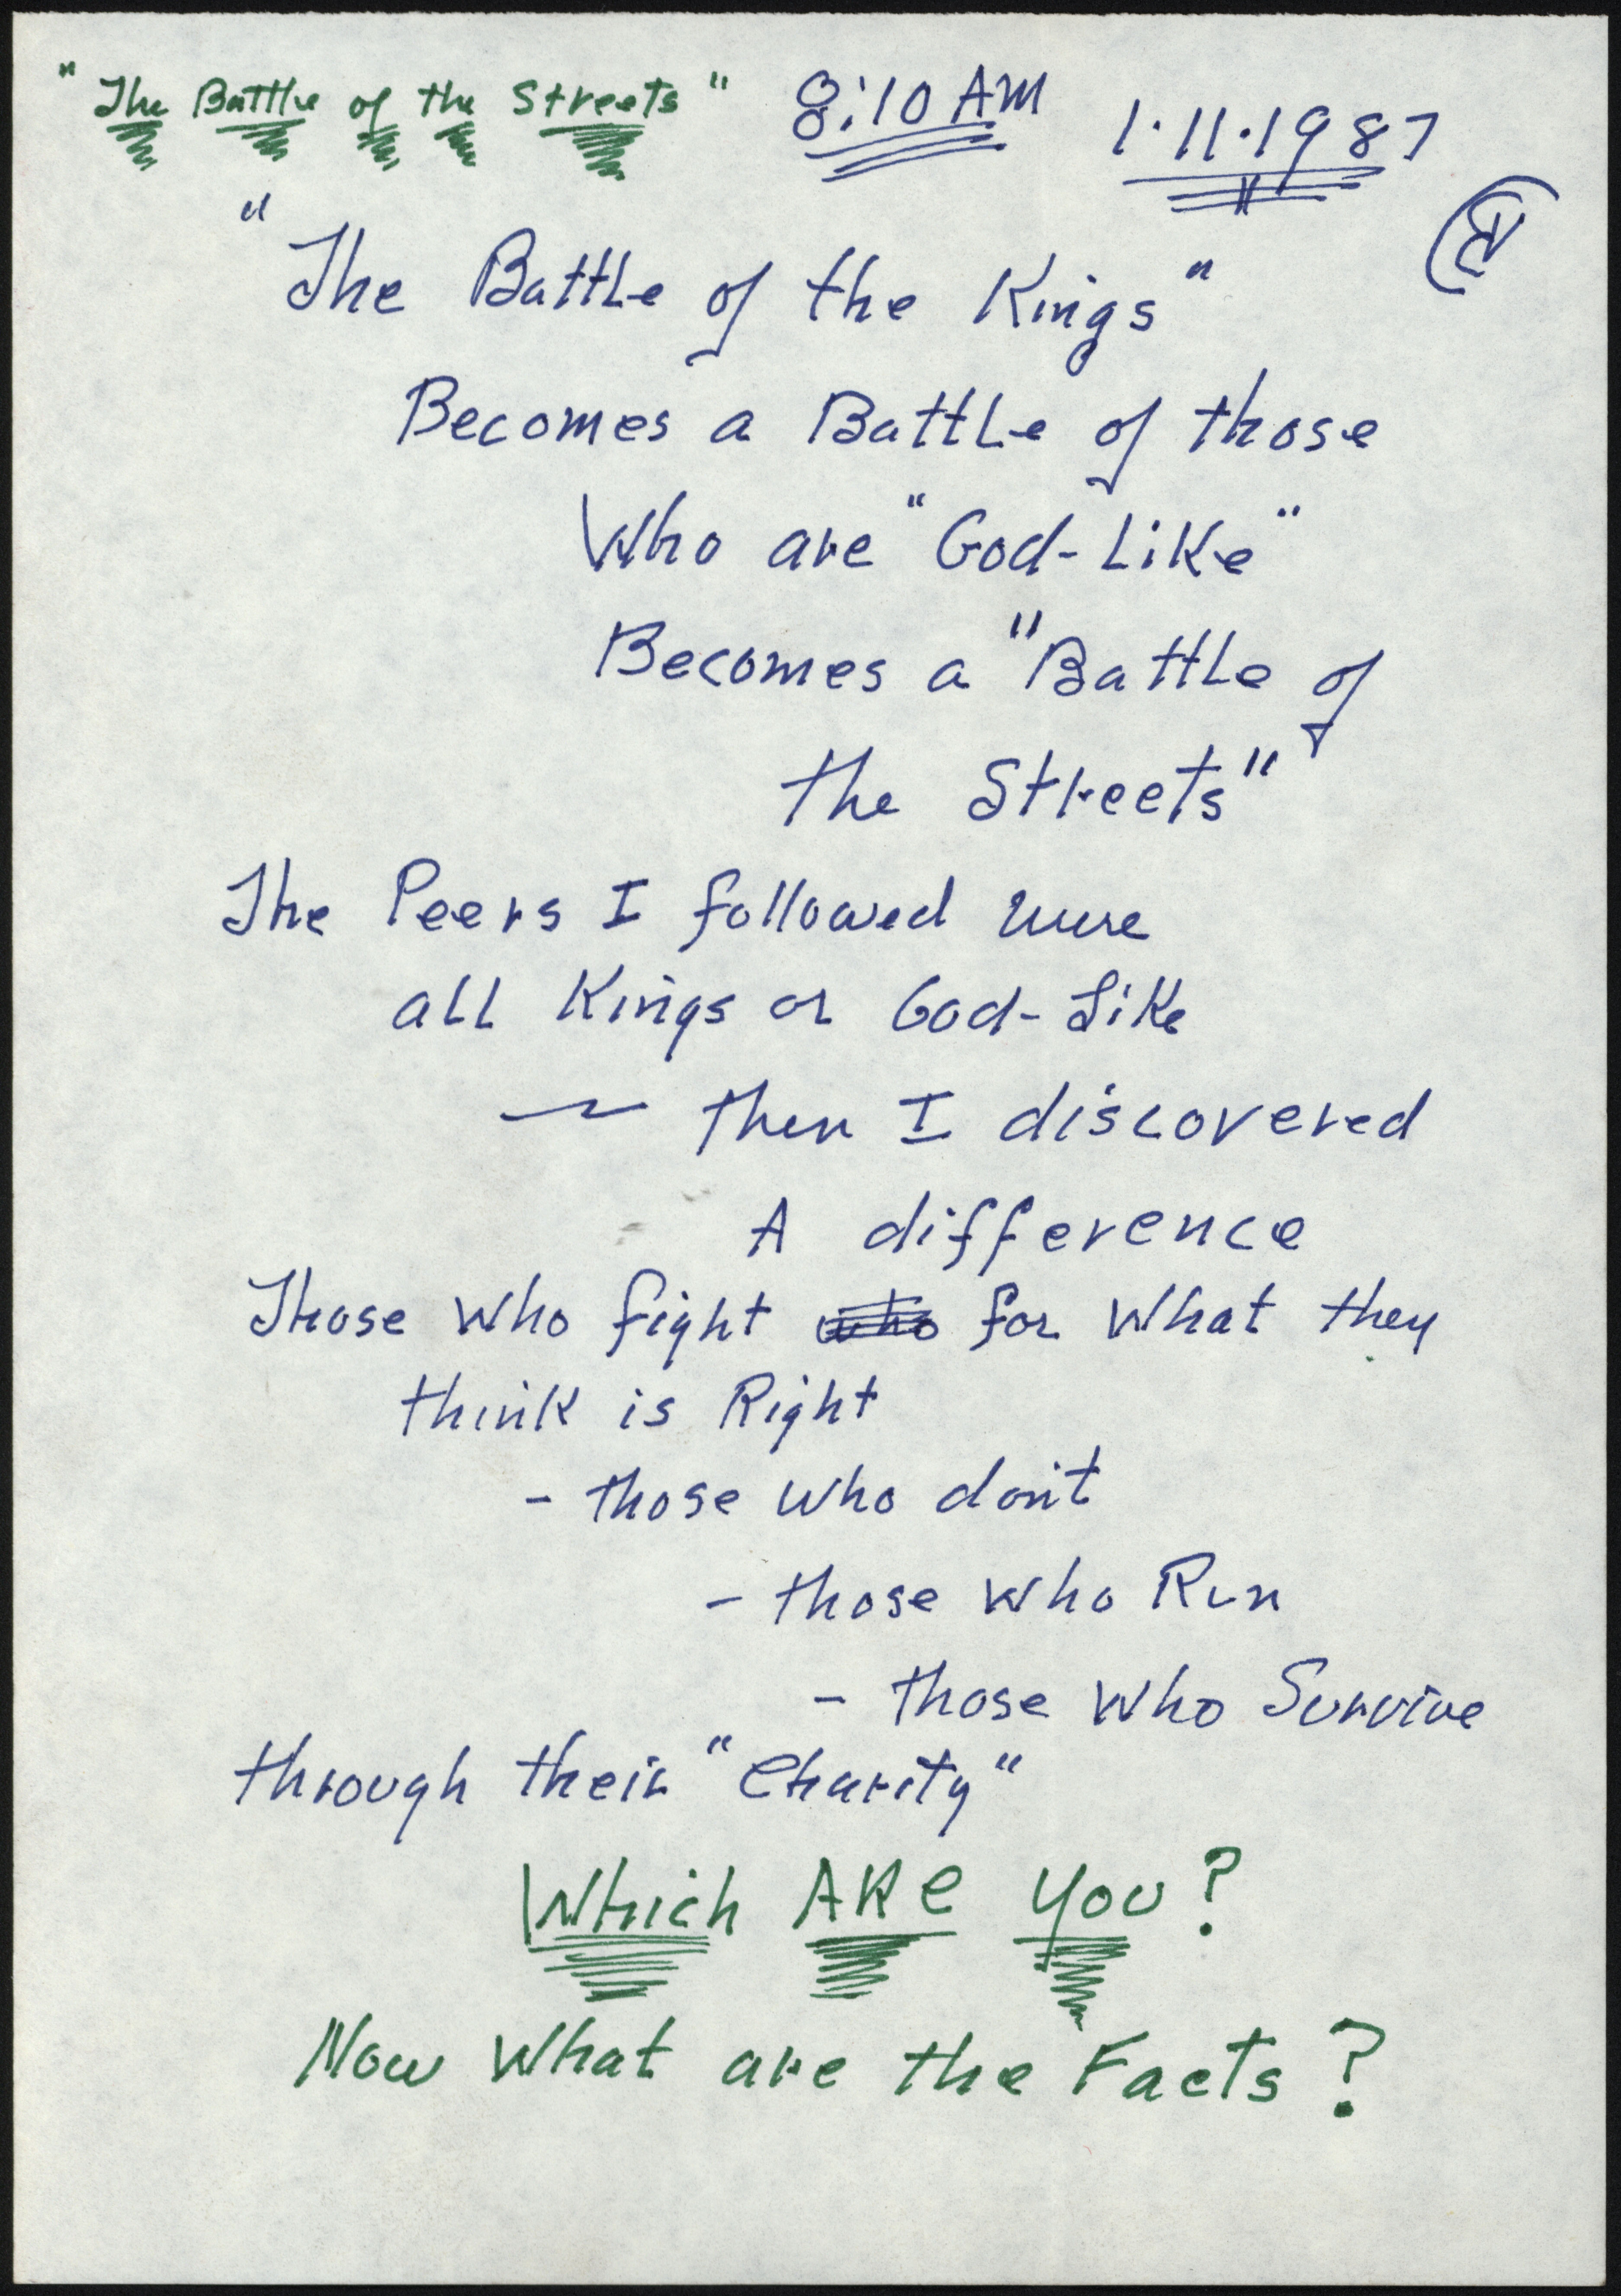 "The Battle of the Streets" 8:10 AM 1·11·1987
"The Battle of the Kings"
Becomes a Battle of those
Who are "God-Like"
Becomes a "Battle of
the Streets"
The Peers I followed were
all Kings or God-Like
— then I discovered
A difference
Those who fight who for what they
think is Right
- those who don't
- those who Run
- those who Survive
through their "Charity"
Which ARe You?
Now what are the Facts?